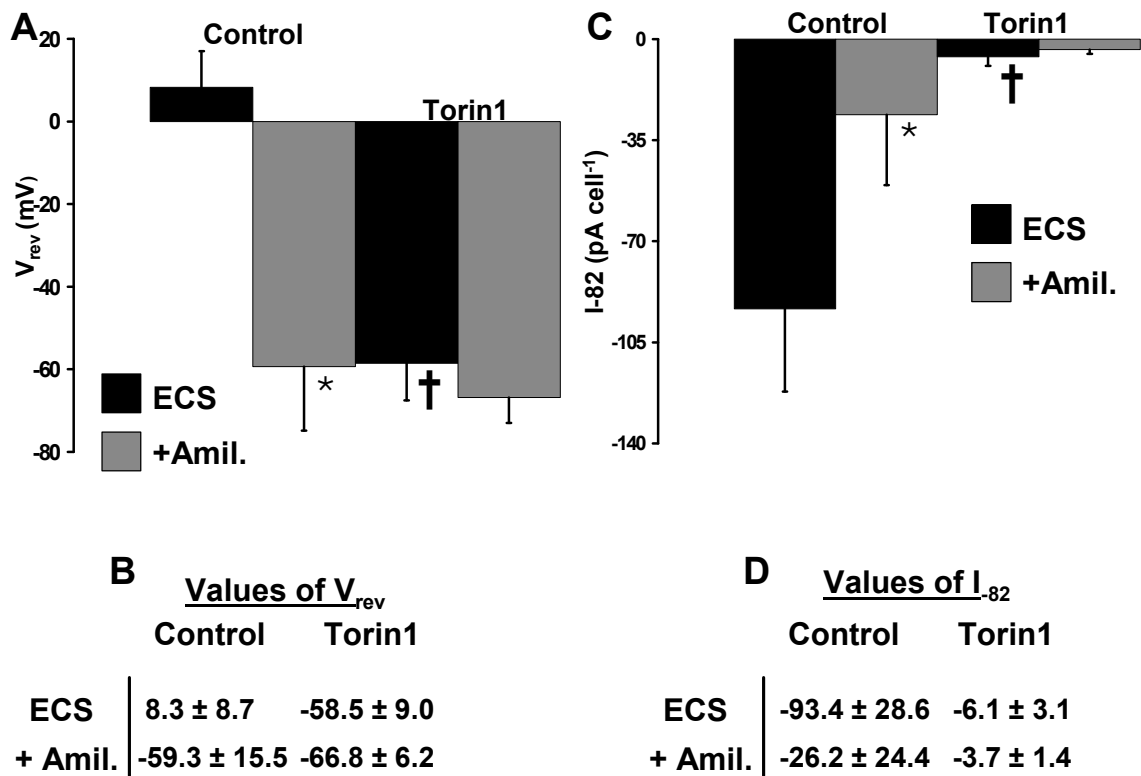 A
20
0
-20
-40
-60
-80
V_rev (mV)
Control
Torin1
*
†
ECS
+Amil.
C
0
-35
-70
-105
-140
I-82 (pA cell⁻¹)
Control
Torin1
†
*
ECS
+Amil.
B
Values of V_rev
Control Torin1
ECS 8.3 ± 8.7 -58.5 ± 9.0
+ Amil. -59.3 ± 15.5 -66.8 ± 6.2
D
Values of I_-82
Control Torin1
ECS -93.4 ± 28.6 -6.1 ± 3.1
+ Amil. -26.2 ± 24.4 -3.7 ± 1.4